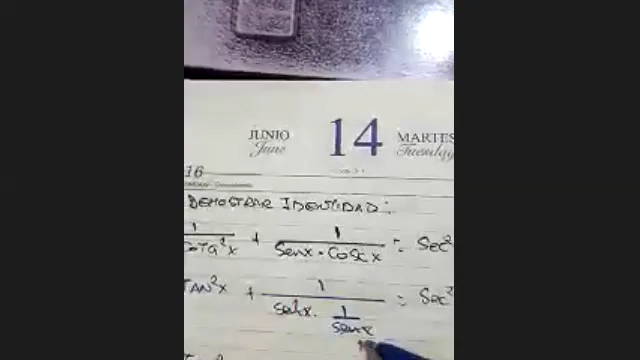 JUNIO 14 MARTES
June Tuesday
16
DEMOSTRAR IDENTIDAD:
1/COTG²x + 1/(Senx · Coscx) = Sec²
TAN²x + 1/(Senx · 1/Senx) = Sec²